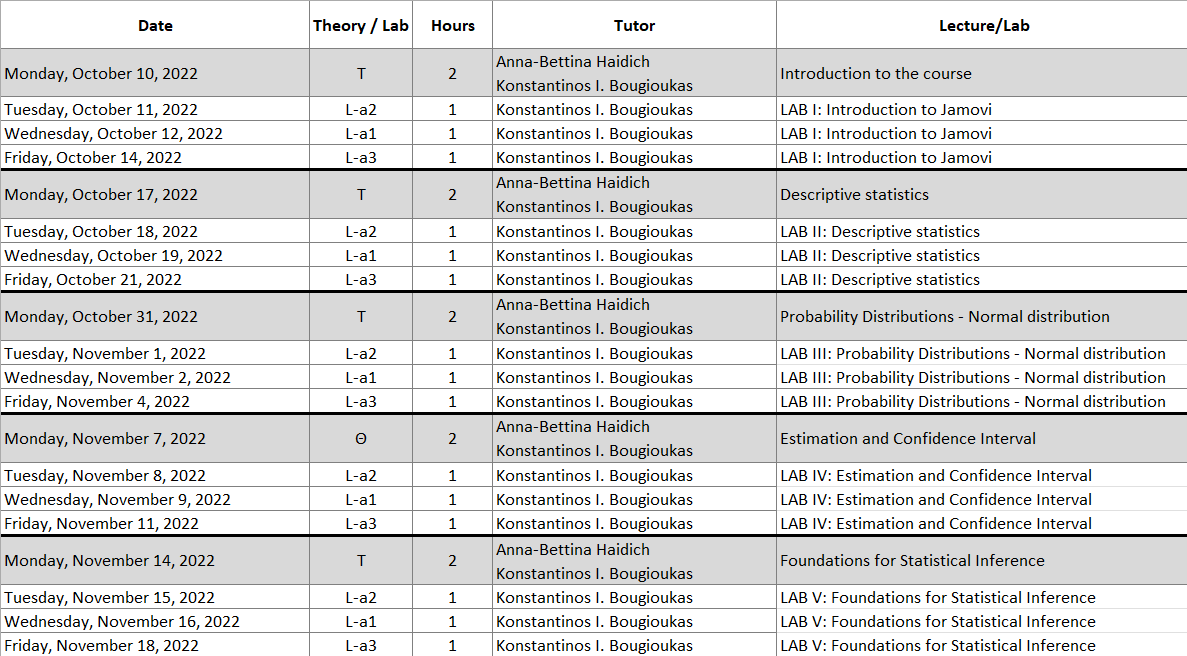 Date Theory / Lab Hours Tutor Lecture/Lab
Monday, October 10, 2022 T 2 Anna-Bettina Haidich Introduction to the course
Konstantinos I. Bougioukas
Tuesday, October 11, 2022 L-a2 1 Konstantinos I. Bougioukas LAB I: Introduction to Jamovi
Wednesday, October 12, 2022 L-a1 1 Konstantinos I. Bougioukas LAB I: Introduction to Jamovi
Friday, October 14, 2022 L-a3 1 Konstantinos I. Bougioukas LAB I: Introduction to Jamovi
Monday, October 17, 2022 T 2 Anna-Bettina Haidich Descriptive statistics
Konstantinos I. Bougioukas
Tuesday, October 18, 2022 L-a2 1 Konstantinos I. Bougioukas LAB II: Descriptive statistics
Wednesday, October 19, 2022 L-a1 1 Konstantinos I. Bougioukas LAB II: Descriptive statistics
Friday, October 21, 2022 L-a3 1 Konstantinos I. Bougioukas LAB II: Descriptive statistics
Monday, October 31, 2022 T 2 Anna-Bettina Haidich Probability Distributions - Normal distribution
Konstantinos I. Bougioukas
Tuesday, November 1, 2022 L-a2 1 Konstantinos I. Bougioukas LAB III: Probability Distributions - Normal distribution
Wednesday, November 2, 2022 L-a1 1 Konstantinos I. Bougioukas LAB III: Probability Distributions - Normal distribution
Friday, November 4, 2022 L-a3 1 Konstantinos I. Bougioukas LAB III: Probability Distributions - Normal distribution
Monday, November 7, 2022 Θ 2 Anna-Bettina Haidich Estimation and Confidence Interval
Konstantinos I. Bougioukas
Tuesday, November 8, 2022 L-a2 1 Konstantinos I. Bougioukas LAB IV: Estimation and Confidence Interval
Wednesday, November 9, 2022 L-a1 1 Konstantinos I. Bougioukas LAB IV: Estimation and Confidence Interval
Friday, November 11, 2022 L-a3 1 Konstantinos I. Bougioukas LAB IV: Estimation and Confidence Interval
Monday, November 14, 2022 T 2 Anna-Bettina Haidich Foundations for Statistical Inference
Konstantinos I. Bougioukas
Tuesday, November 15, 2022 L-a2 1 Konstantinos I. Bougioukas LAB V: Foundations for Statistical Inference
Wednesday, November 16, 2022 L-a1 1 Konstantinos I. Bougioukas LAB V: Foundations for Statistical Inference
Friday, November 18, 2022 L-a3 1 Konstantinos I. Bougioukas LAB V: Foundations for Statistical Inference